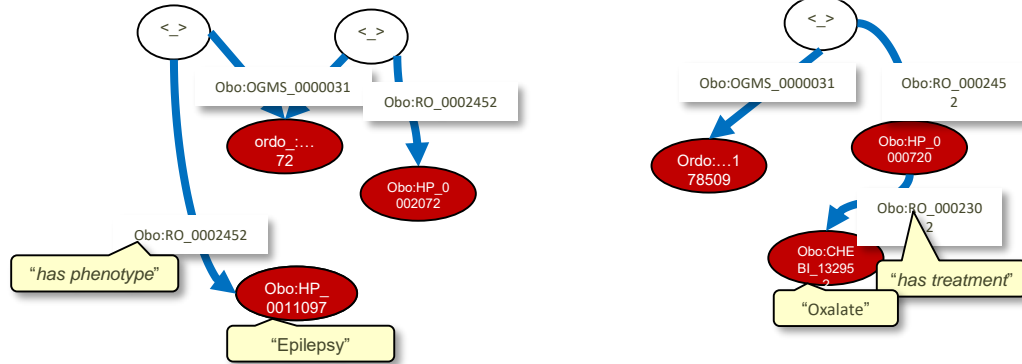 <_>
<_>
Obo:OGMS_0000031
Obo:RO_0002452
ordo_:...
72
Obo:HP_0
002072
Obo:RO_0002452
"has phenotype"
Obo:HP_
0011097
"Epilepsy"
<_>
Obo:OGMS_0000031
Obo:RO_000245
2
Ordo:...1
78509
Obo:HP_0
000720
Obo:RO_000230
2
Obo:CHE
BI_13295
"has treatment"
"Oxalate"